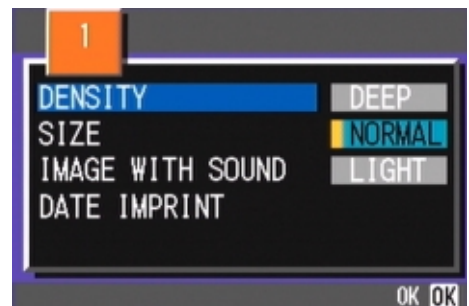 1
DENSITY DEEP
SIZE NORMAL
IMAGE WITH SOUND LIGHT
DATE IMPRINT
OK OK